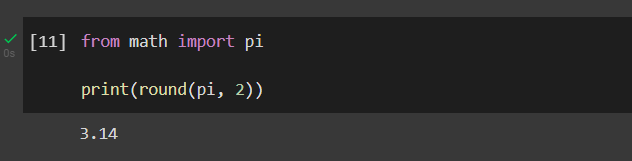 [11] from math import pi
print(round(pi, 2))
0s
3.14